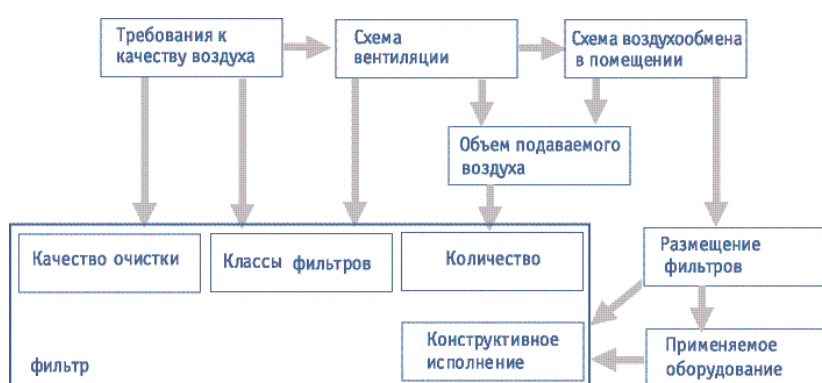 Требования к
качеству воздуха
Схема
вентиляции
Схема воздухообмена
в помещении
Объем подаваемого
воздуха
Качество очистки
Классы фильтров
Количество
Размещение
фильтров
Конструктивное
исполнение
Применяемое
оборудование
фильтр